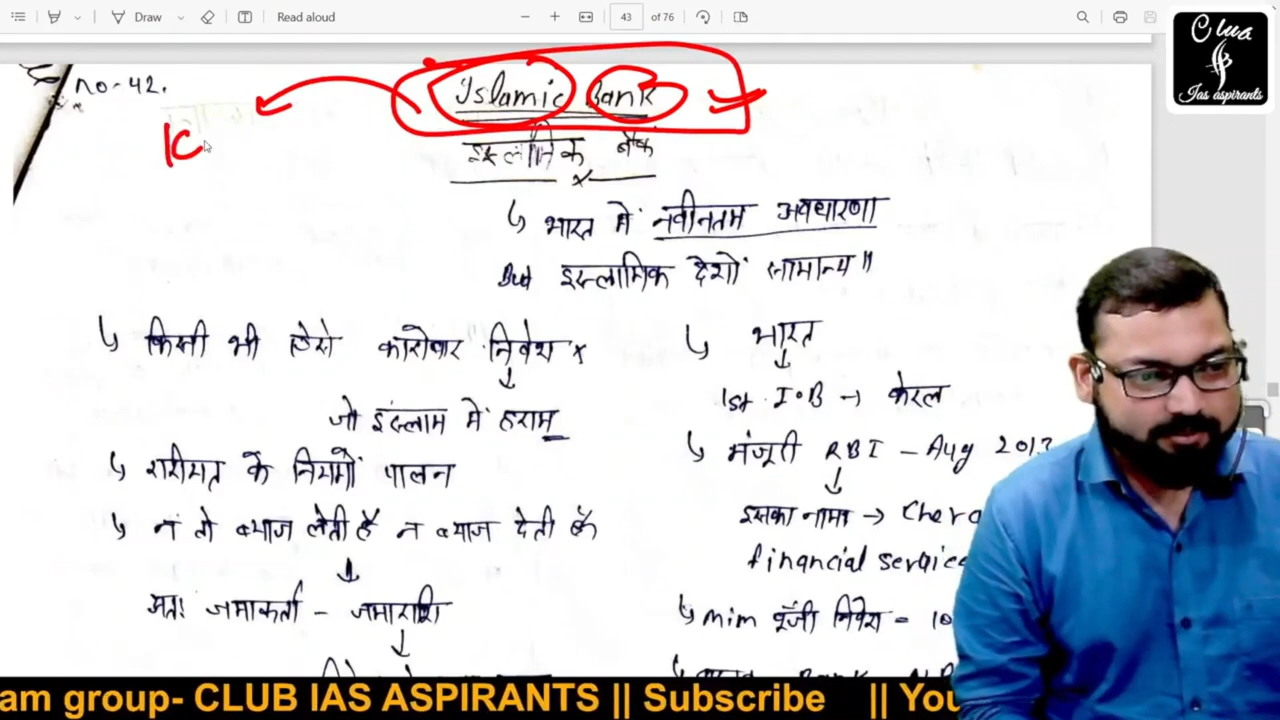 Draw
Read aloud
43 of 76
Club
Ias aspirants
no-42.
Islamic Bank
इस्लामिक बैंक
↳ भारत में नवीनतम अवधारणा
But इस्लामिक देशों सामान्य"
↳ किसी भी ऐसे कारोबार निवेश x
जो इस्लाम में हराम
↳ शरीयत के नियमों पालन
↳ न तो ब्याज लेती हैं न ब्याज देती हैं
अतः जमाकर्ता - जमाराशि
↳ भारत
1st I.B → केरल
↳ मंजूरी RBI - Aug 2013
इसका नाम → Chera
financial service
↳ mim पूँजी निवेश = 10
am group- CLUB IAS ASPIRANTS || Subscribe || You